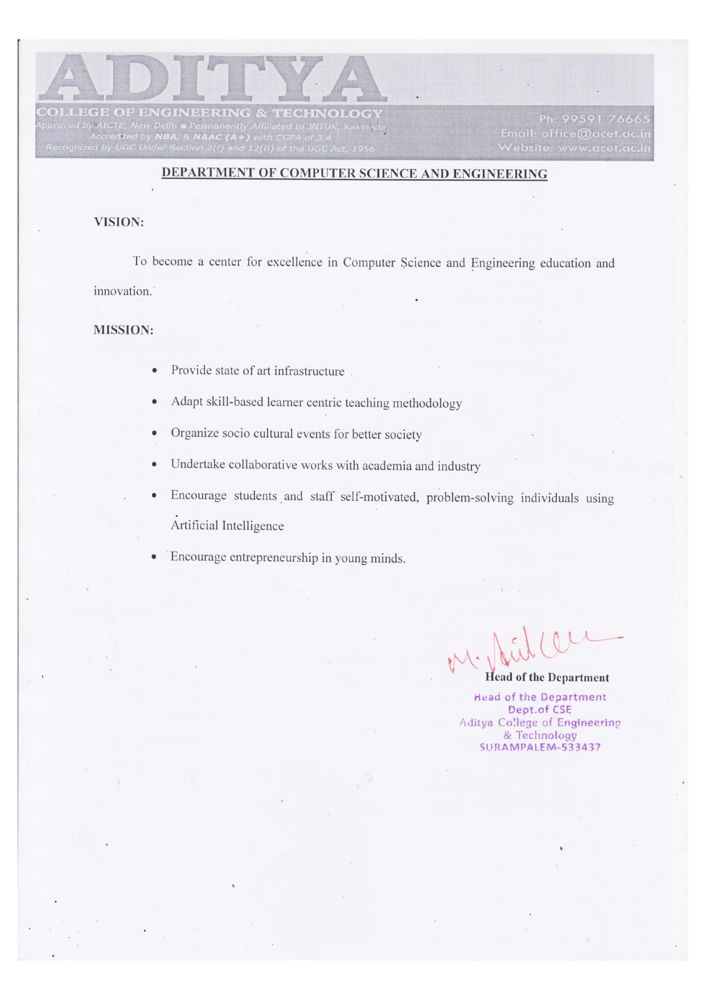 ADITYA
COLLEGE OF ENGINEERING & TECHNOLOGY
Approved by AICTE, New Delhi ● Permanently Affiliated to JNTUK, Kakinada
Accredited by NBA, & NAAC (A+) with CGPA of 3.4
Recognized by UGC Under Section 2(f) and 12(B) of the UGC Act, 1956
Ph: 99591 76665
Email: office@acet.ac.in
Website: www.acet.ac.in
DEPARTMENT OF COMPUTER SCIENCE AND ENGINEERING
VISION:
To become a center for excellence in Computer Science and Engineering education and
innovation.
MISSION:
• Provide state of art infrastructure
• Adapt skill-based learner centric teaching methodology
• Organize socio cultural events for better society
• Undertake collaborative works with academia and industry
• Encourage students and staff self-motivated, problem-solving individuals using
Artificial Intelligence
• Encourage entrepreneurship in young minds.
Head of the Department
Head of the Department
Dept.of CSE
Aditya College of Engineering
& Technology
SURAMPALEM-533437